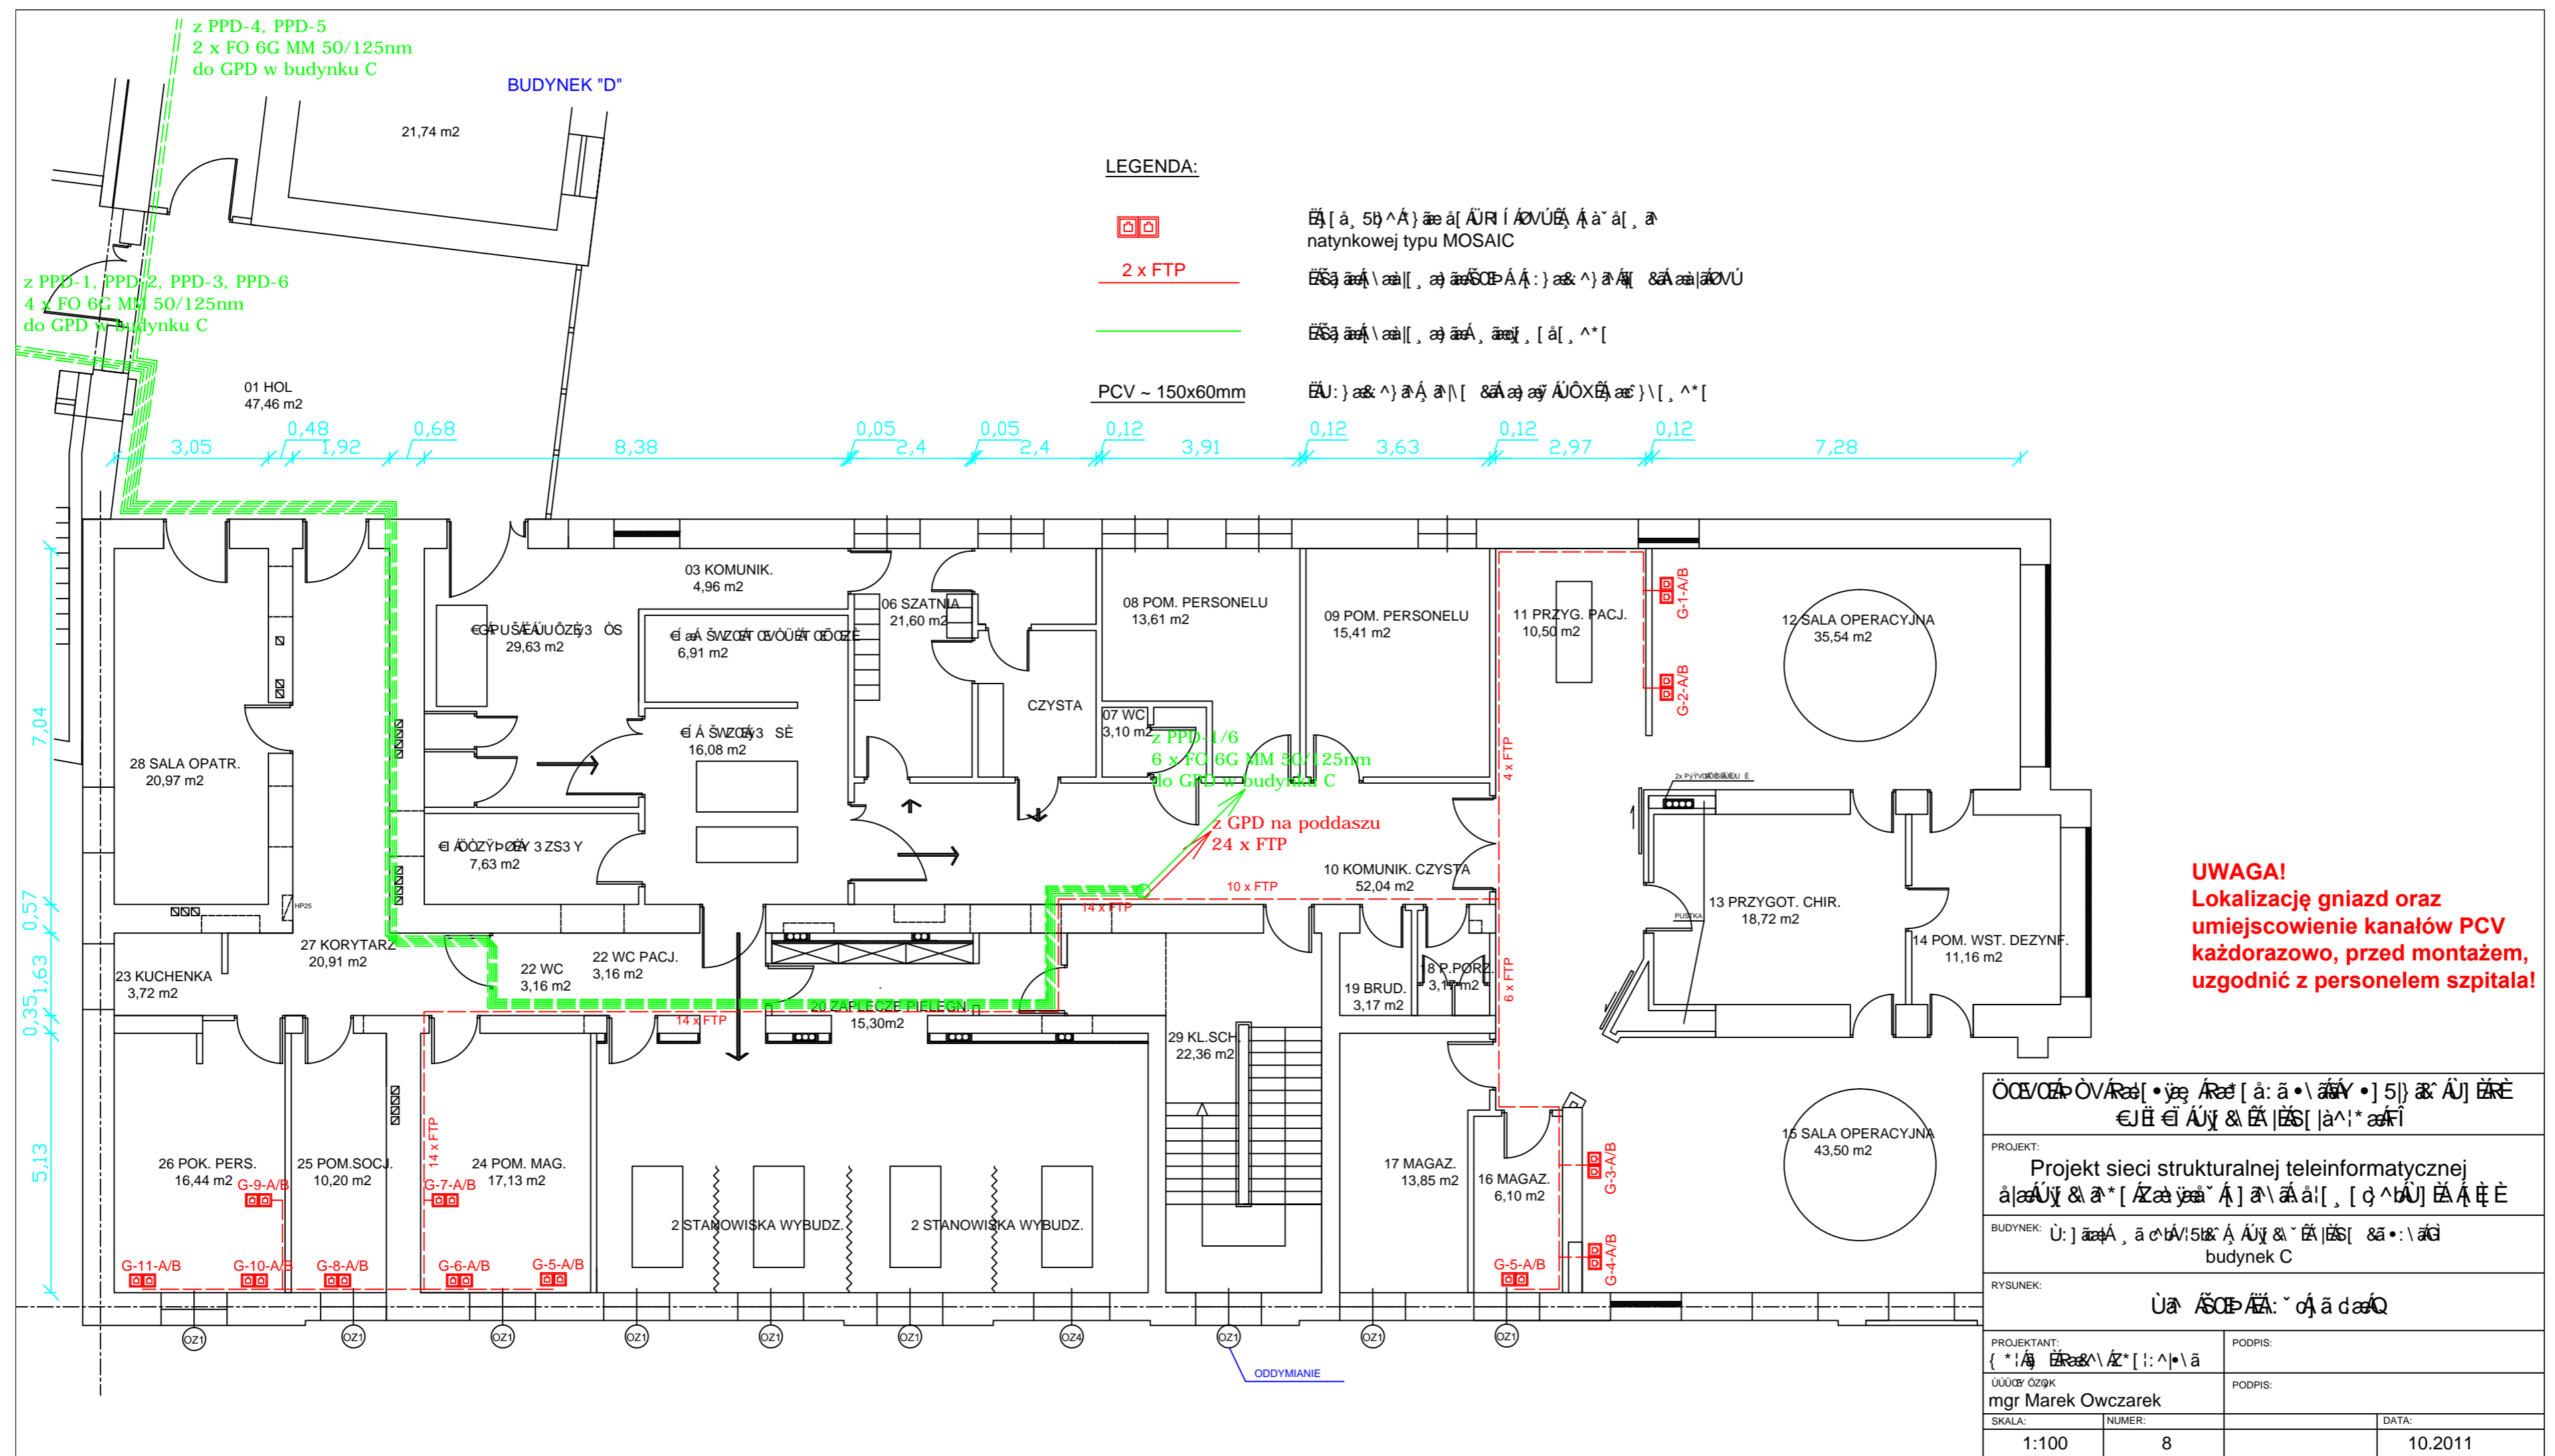 z PPD-4, PPD-5
2 x FO 6G MM 50/125nm
do GPD w budynku C
BUDYNEK "D"
21,74 m2
LEGENDA:
natynkowej typu MOSAIC
2 x FTP
PCV ~ 150x60mm
z PPD-1, PPD-2, PPD-3, PPD-6
4 x FO 6G MM 50/125nm
do GPD w budynku C
01 HOL
47,46 m2
3,05
0,48
1,92
0,68
8,38
0,05
2,4
0,05
2,4
0,12
3,91
0,12
3,63
0,12
2,97
0,12
7,28
7,04
0,57
1,63
0,35
5,13
03 KOMUNIK.
4,96 m2
29,63 m2
6,91 m2
16,08 m2
7,63 m2
06 SZATNIA
21,60 m2
CZYSTA
07 WC
3,10 m2
08 POM. PERSONELU
13,61 m2
09 POM. PERSONELU
15,41 m2
11 PRZYG. PACJ.
10,50 m2
G-1-A/B
G-2-A/B
12 SALA OPERACYJNA
35,54 m2
z PPD-1/6
6 x FO 6G MM 50/125nm
do GPD w budynku C
z GPD na poddaszu
24 x FTP
4 x FTP
10 x FTP
14 x FTP
6 x FTP
10 KOMUNIK. CZYSTA
52,04 m2
PUSTKA
13 PRZYGOT. CHIR.
18,72 m2
14 POM. WST. DEZYNF.
11,16 m2
28 SALA OPATR.
20,97 m2
HP25
27 KORYTARZ
20,91 m2
23 KUCHENKA
3,72 m2
22 WC
3,16 m2
22 WC PACJ.
3,16 m2
20 ZAPLECZE PIELEGN.
15,30m2
14 x FTP
14 x FTP
19 BRUD.
3,17 m2
18 P.PORZ.
3,17 m2
29 KL.SCH.
22,36 m2
26 POK. PERS.
16,44 m2
25 POM.SOCJ.
10,20 m2
24 POM. MAG.
17,13 m2
2 STANOWISKA WYBUDZ.
2 STANOWISKA WYBUDZ.
17 MAGAZ.
13,85 m2
16 MAGAZ.
6,10 m2
15 SALA OPERACYJNA
43,50 m2
G-9-A/B
G-7-A/B
G-11-A/B
G-10-A/B
G-8-A/B
G-6-A/B
G-5-A/B
G-5-A/B
G-3-A/B
G-4-A/B
OZ1
OZ1
OZ1
OZ1
OZ1
OZ1
OZ4
OZ1
OZ1
OZ1
ODDYMIANIE
UWAGA!
Lokalizację gniazd oraz
umiejscowienie kanałów PCV
każdorazowo, przed montażem,
uzgodnić z personelem szpitala!
PROJEKT:
Projekt sieci strukturalnej teleinformatycznej
BUDYNEK:
budynek C
RYSUNEK:
PROJEKTANT:
PODPIS:
mgr Marek Owczarek
PODPIS:
SKALA:
NUMER:
DATA:
1:100
8
10.2011